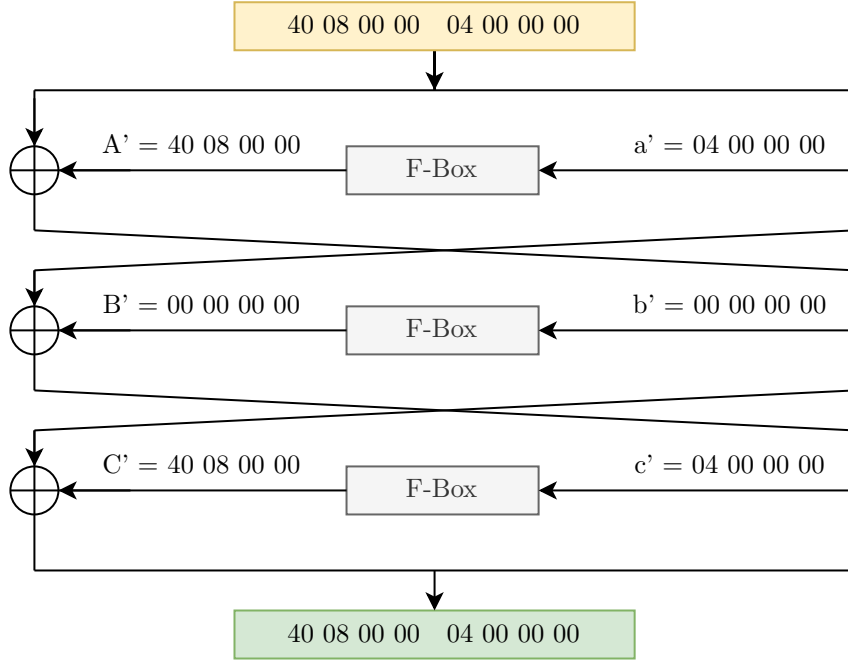 40 08 00 00 04 00 00 00
A' = 40 08 00 00 F-Box a' = 04 00 00 00
B' = 00 00 00 00 F-Box b' = 00 00 00 00
C' = 40 08 00 00 F-Box c' = 04 00 00 00
40 08 00 00 04 00 00 00